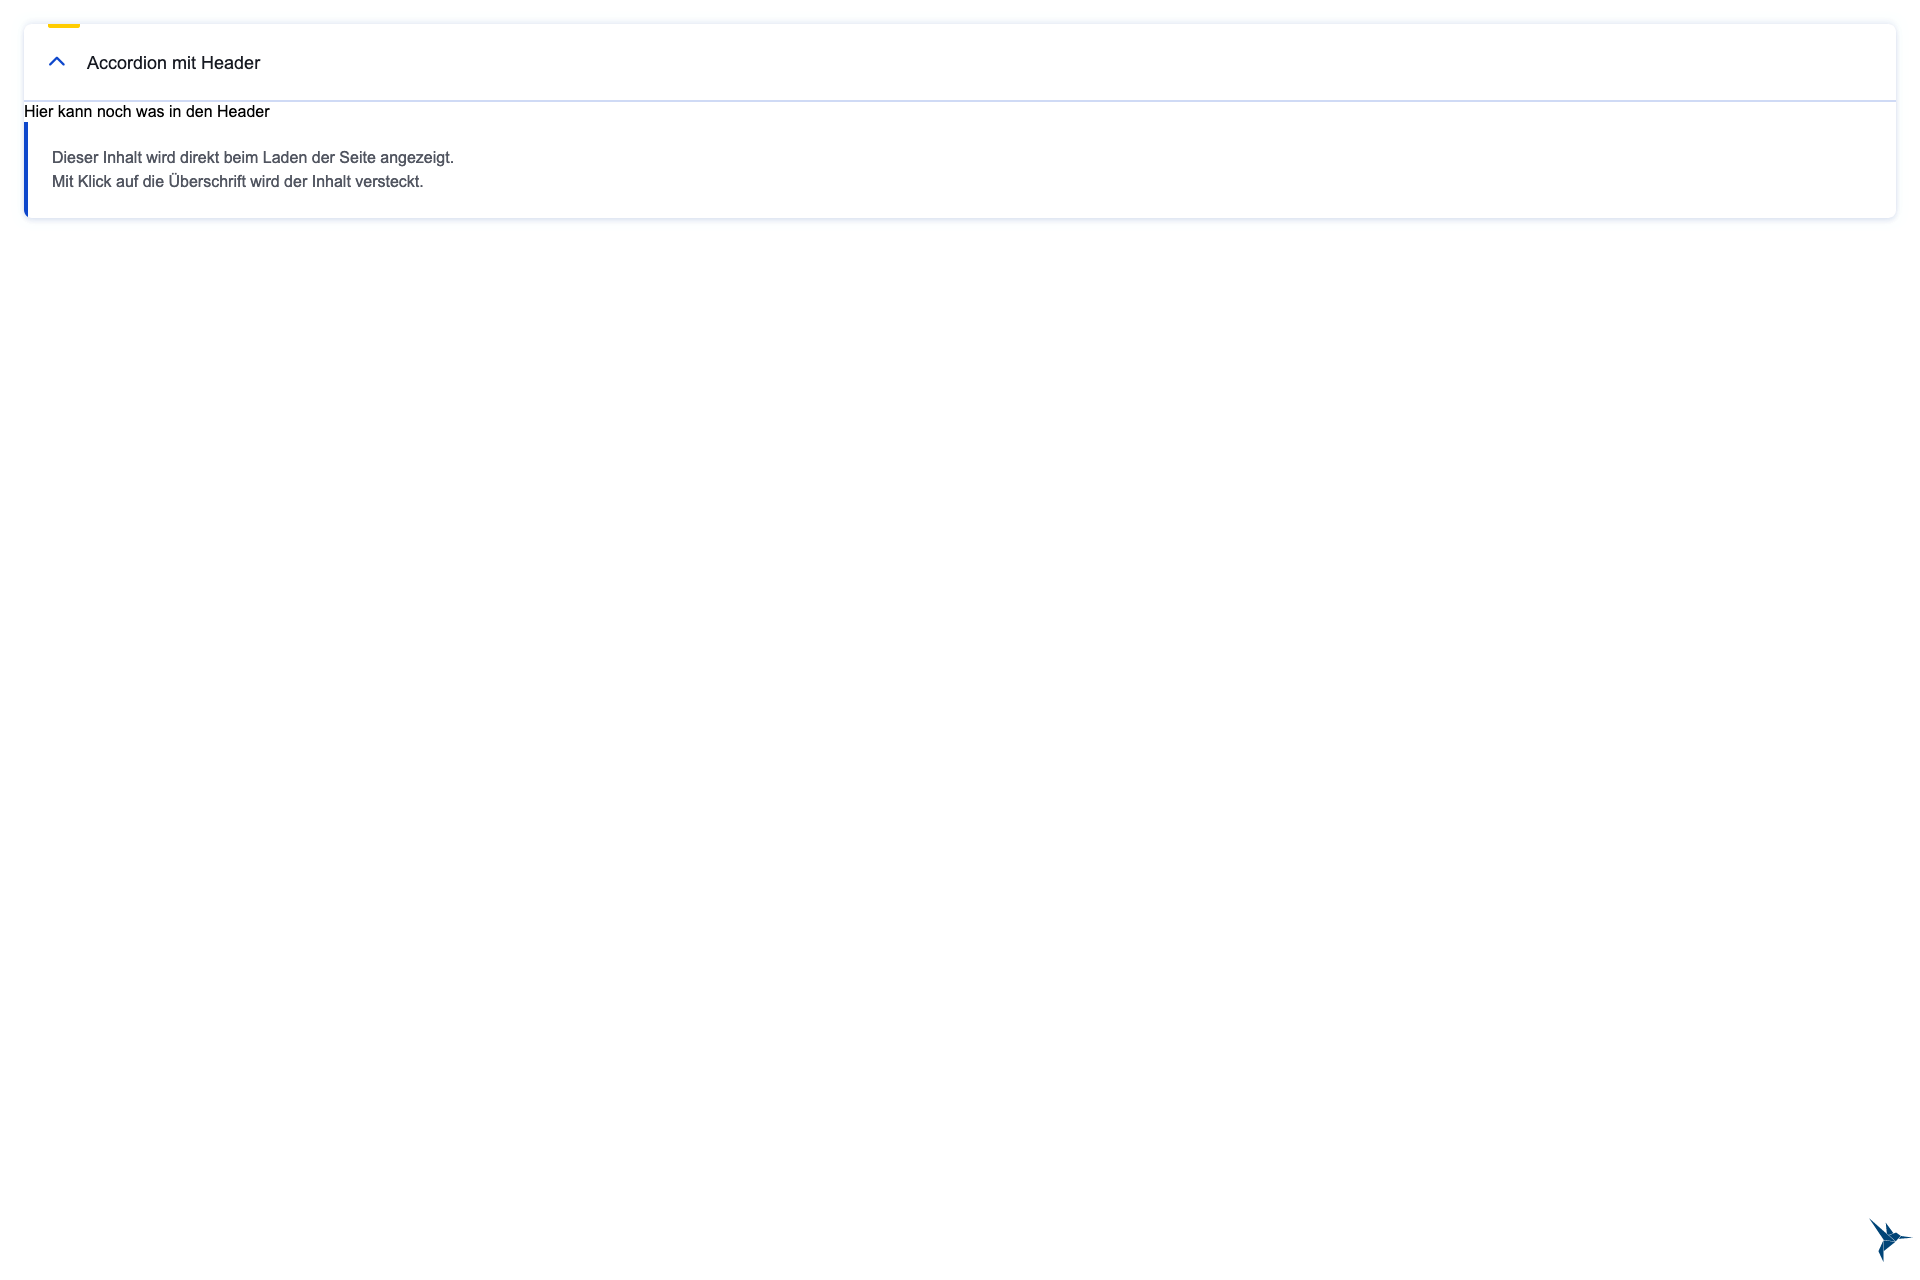 Accordion mit Header
Hier kann noch was in den Header
Dieser Inhalt wird direkt beim Laden der Seite angezeigt.
Mit Klick auf die Überschrift wird der Inhalt versteckt.